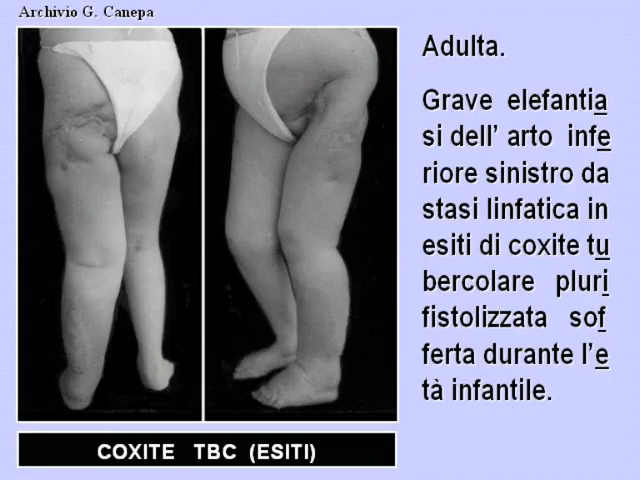 Archivio G. Canepa
Adulta.
Grave elefantia
si dell' arto infe
riore sinistro da
stasi linfatica in
esiti di coxite tu
bercolare pluri
fistolizzata sof
ferta durante l'e
tà infantile.
COXITE TBC (ESITI)